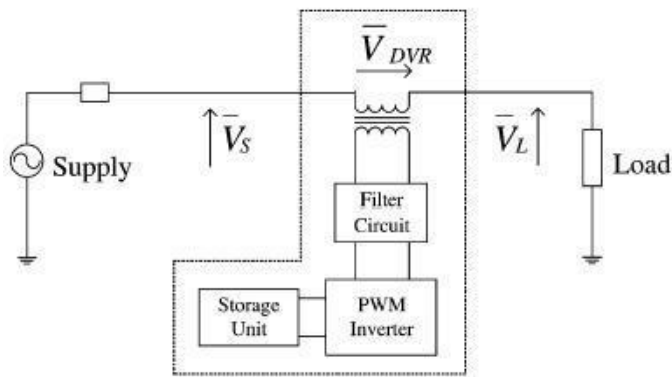 V̅ DVR
V̅S
V̅L
Supply
Load
Filter
Circuit
Storage
Unit
PWM
Inverter